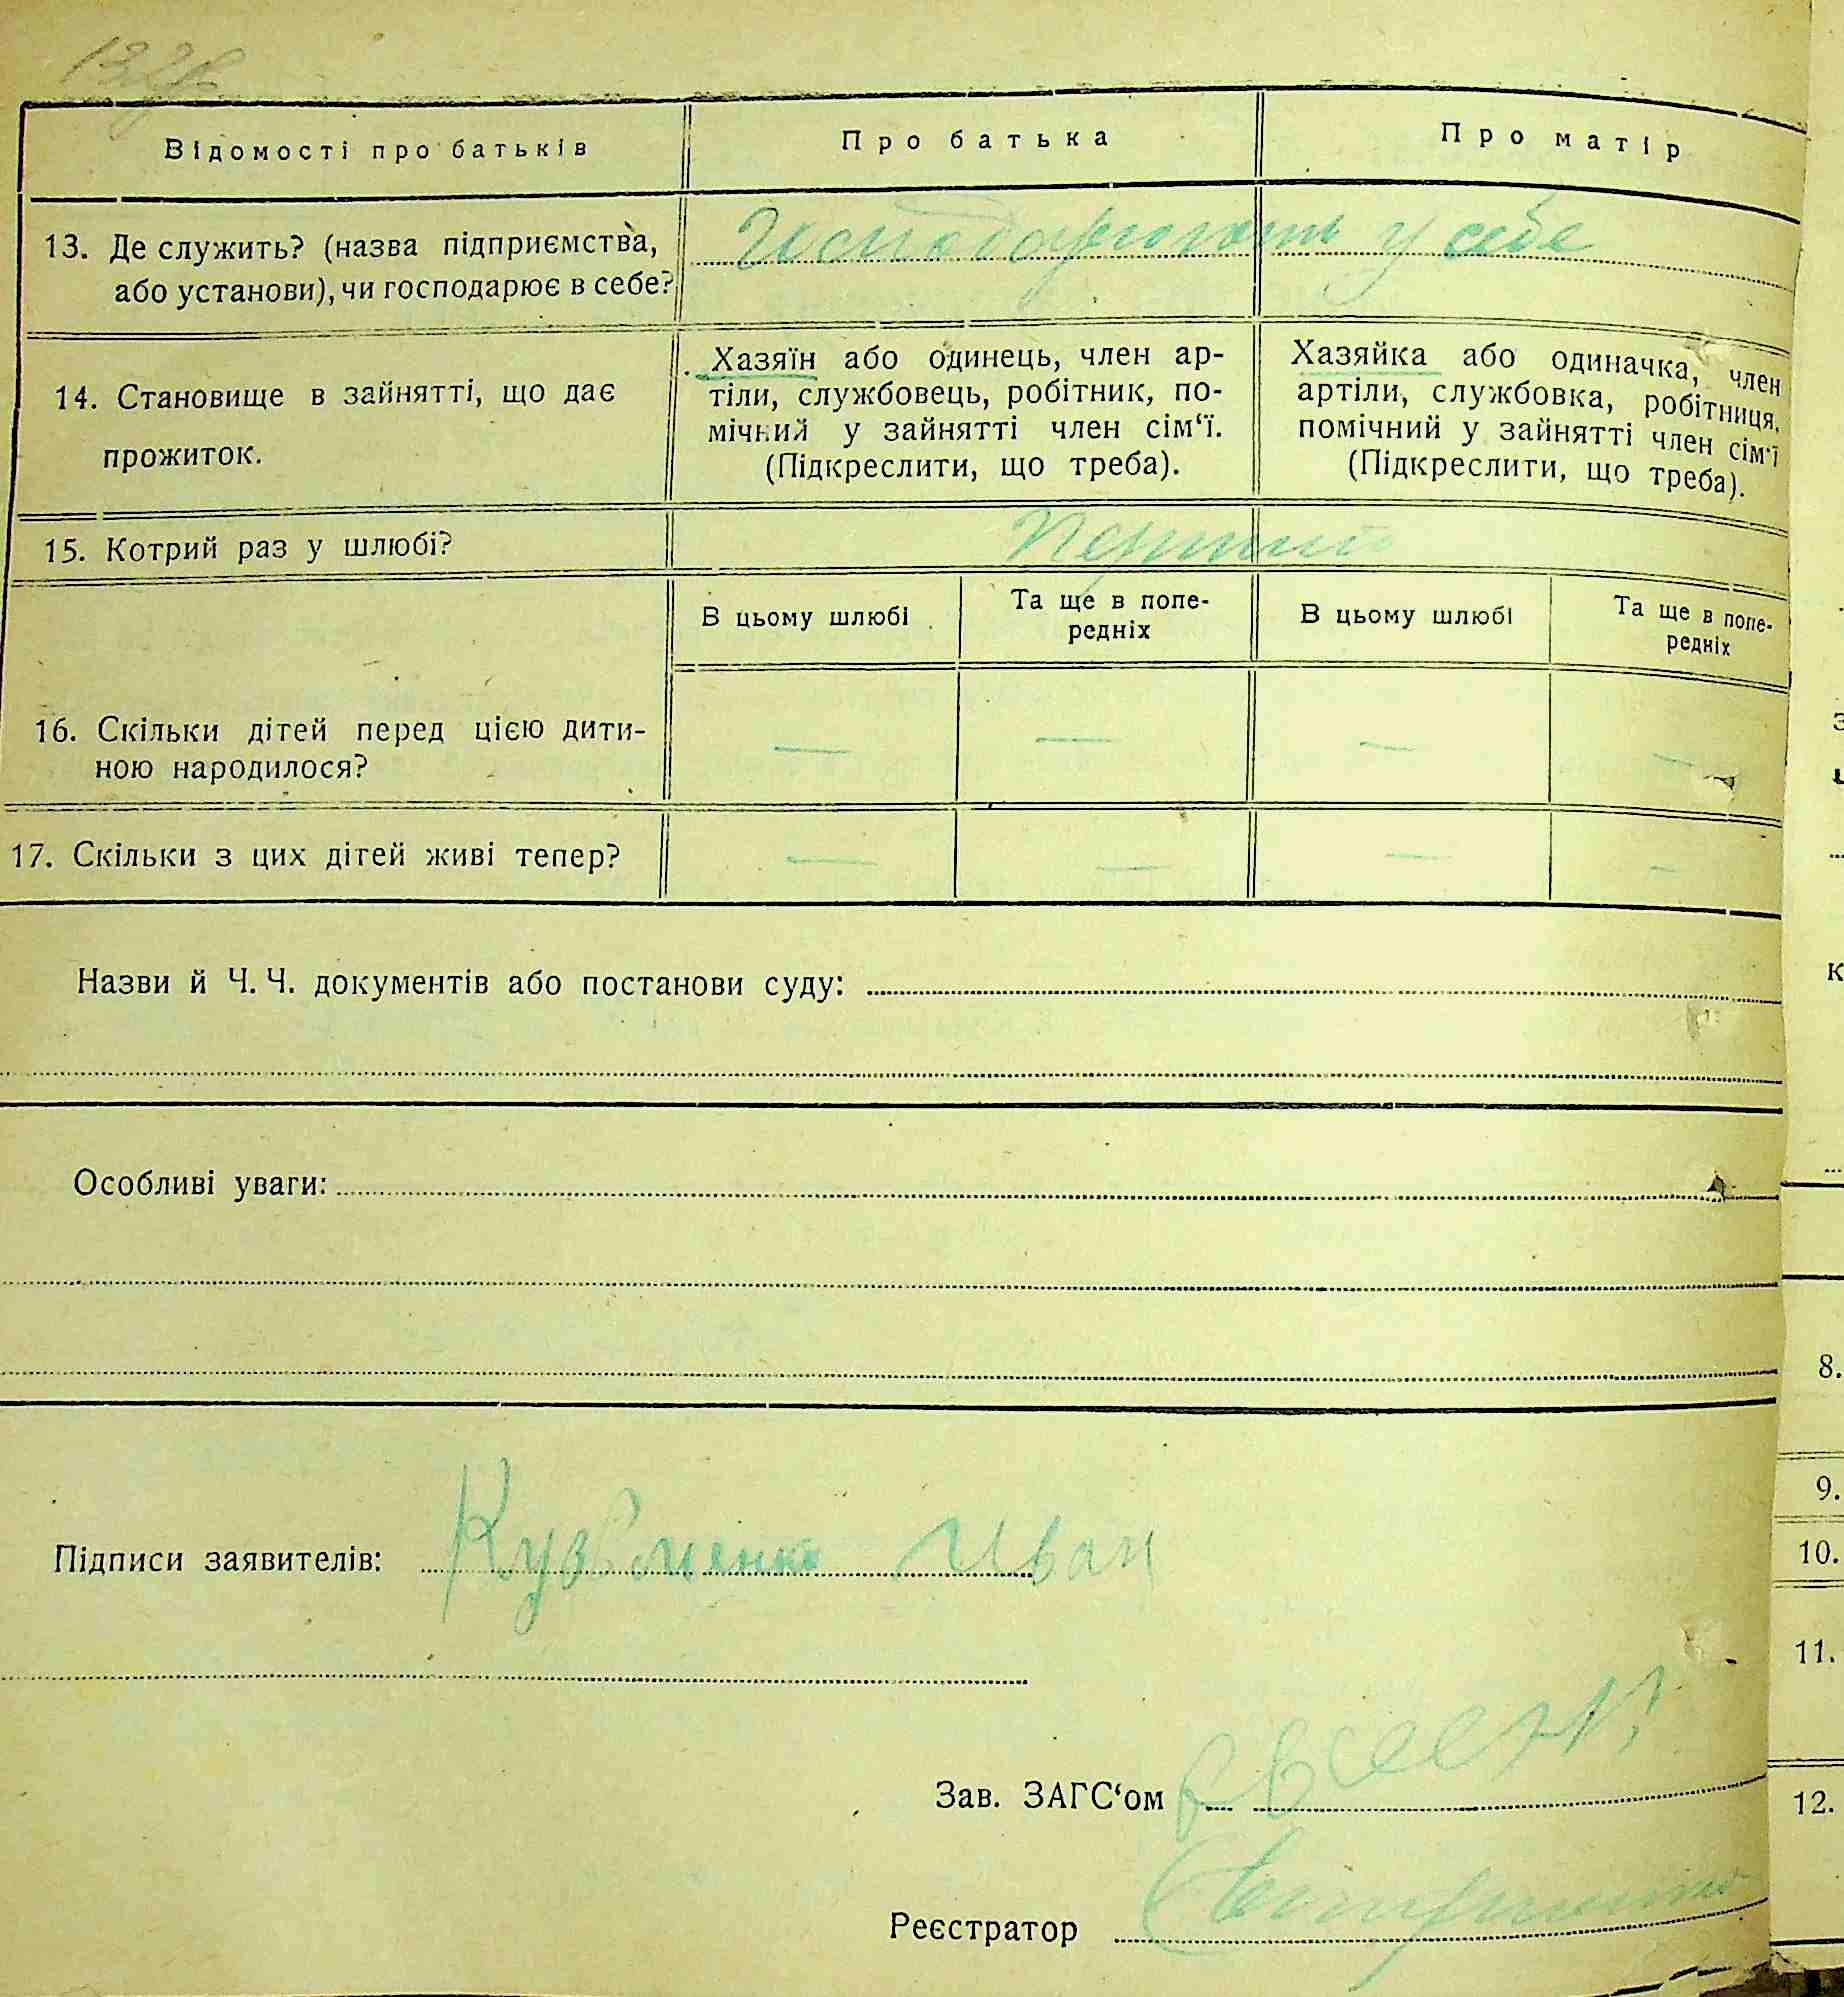 Відомості про батьків
Про батька
Про матір
13. Де служить? (назва підприємства,
або установи), чи господарює в себе?
Господарюють у себе
14. Становище в зайнятті, що дає
прожиток.
Хазяїн або одинець, член ар-
тіли, службовець, робітник, по-
мічний у зайнятті член сім‘ї.
(Підкреслити, що треба).
Хазяйка або одиначка, член
артіли, службовка, робітниця,
помічний у зайнятті член сім‘ї
(Підкреслити, що треба).
15. Котрий раз у шлюбі?
В цьому шлюбі
Та ще в попе-
редніх
В цьому шлюбі
Та ще в попе-
редніх
16. Скільки дітей перед цією дити-
ною народилося?
— — — —
17. Скільки з цих дітей живі тепер?
— — — —
Назви й Ч. Ч. документів або постанови суду:
Особливі уваги:
Підписи заявителів: Кузьменко Иван
Зав. ЗАГС‘ом
Реєстратор
8.
9.
10.
11.
12.